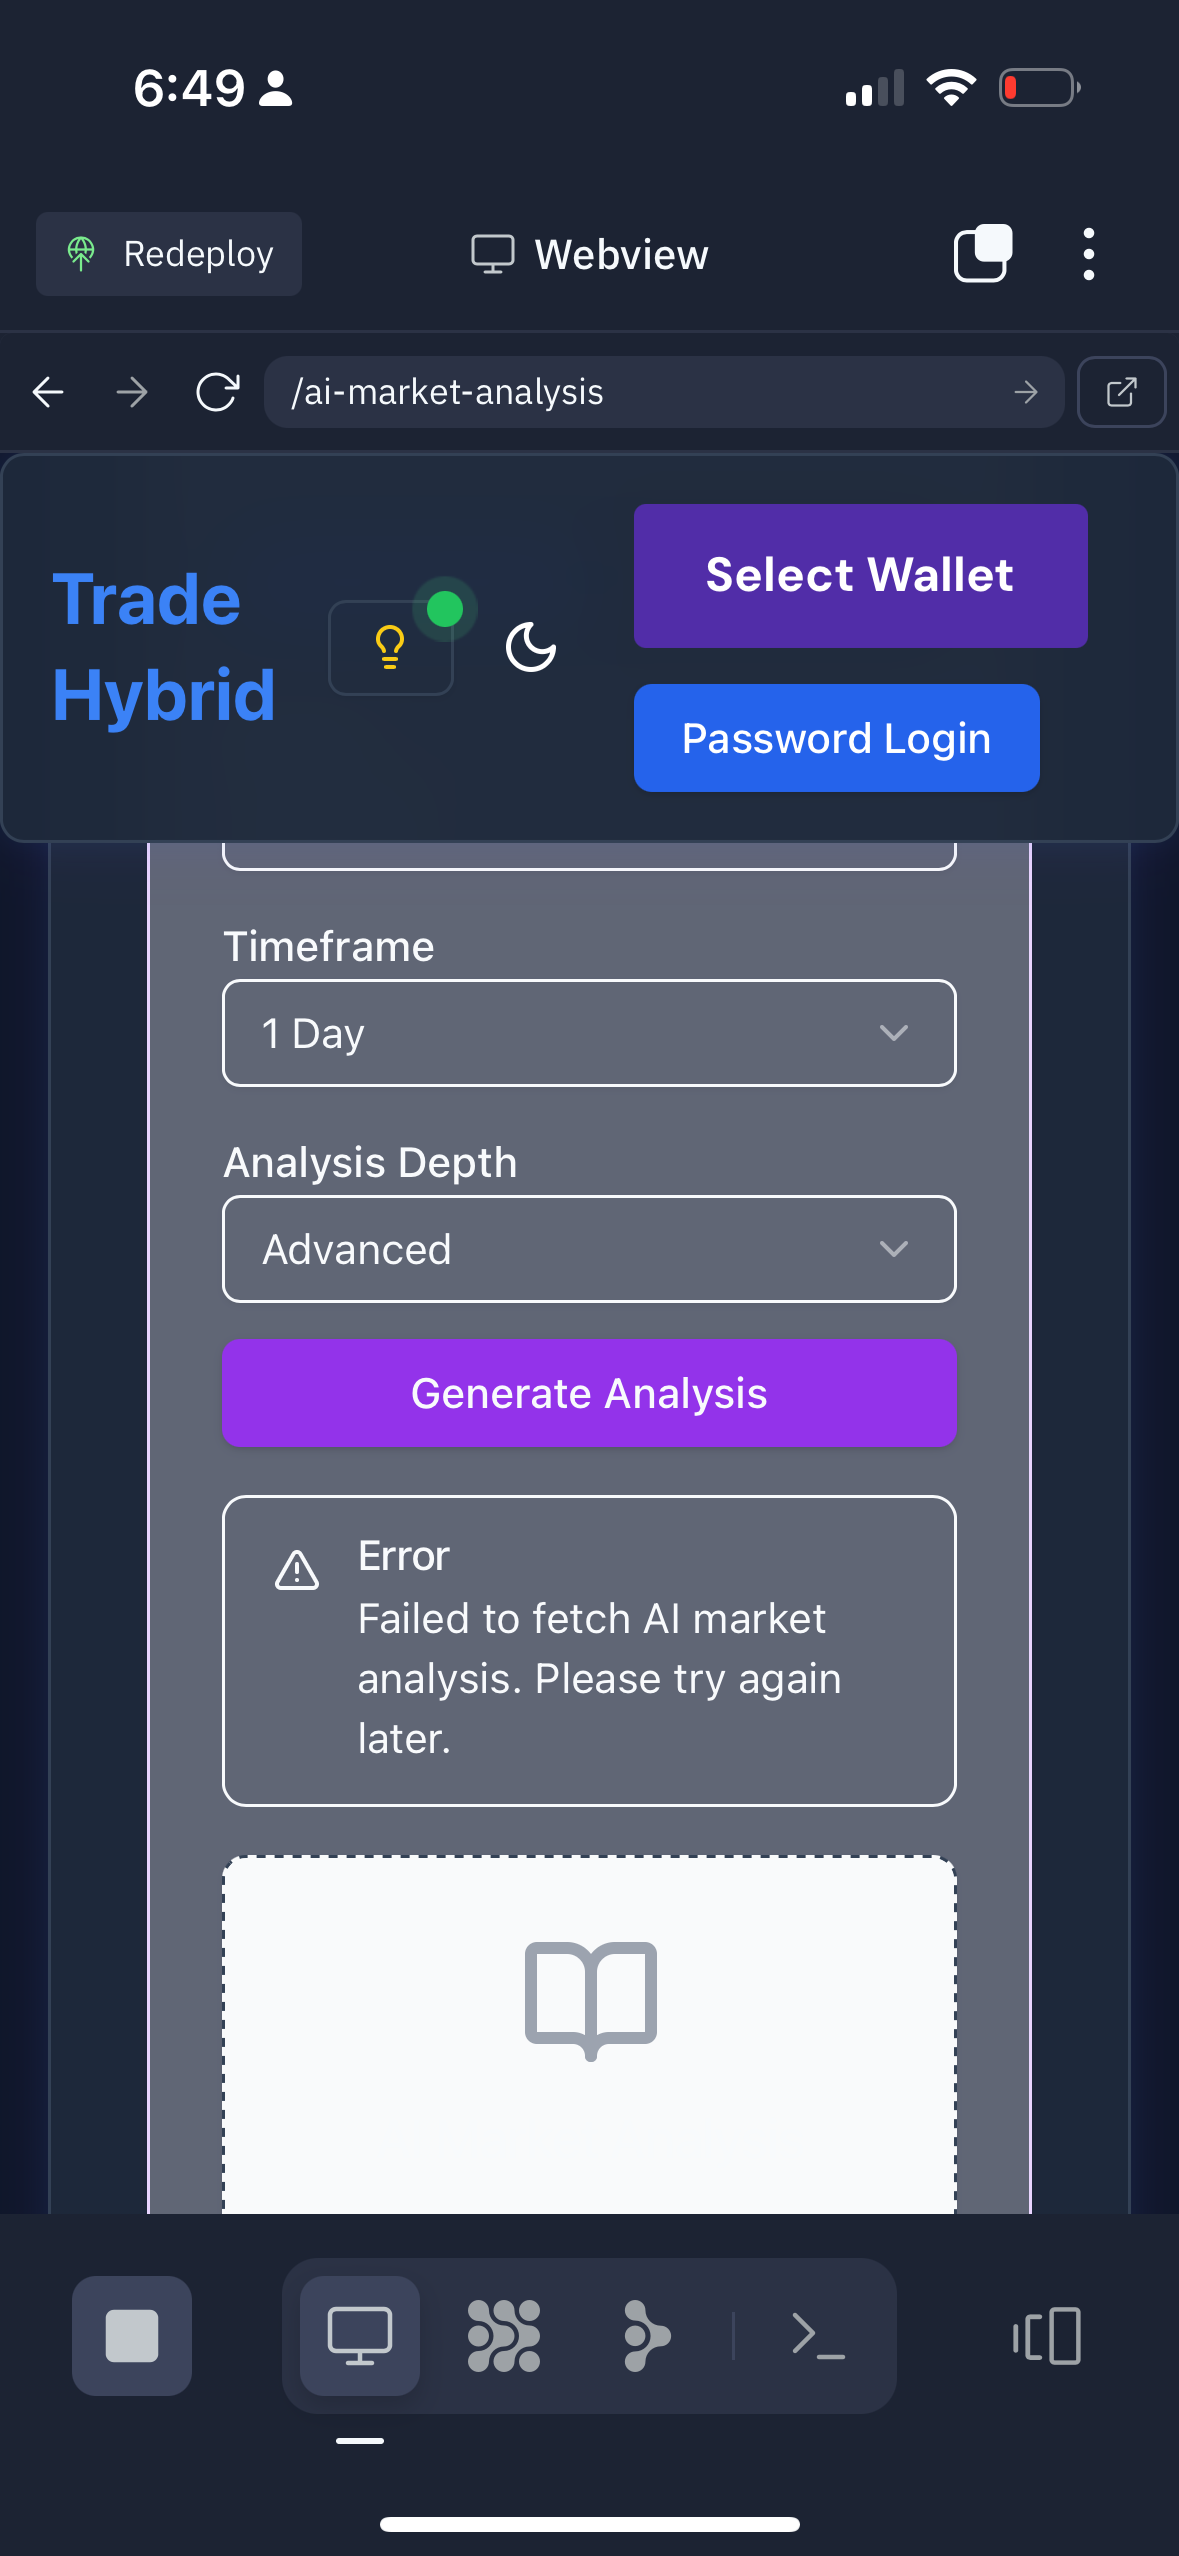 6:49
Redeploy
Webview
/ai-market-analysis
Trade
Hybrid
Select Wallet
Password Login
Timeframe
1 Day
Analysis Depth
Advanced
Generate Analysis
Error
Failed to fetch AI market
analysis. Please try again
later.